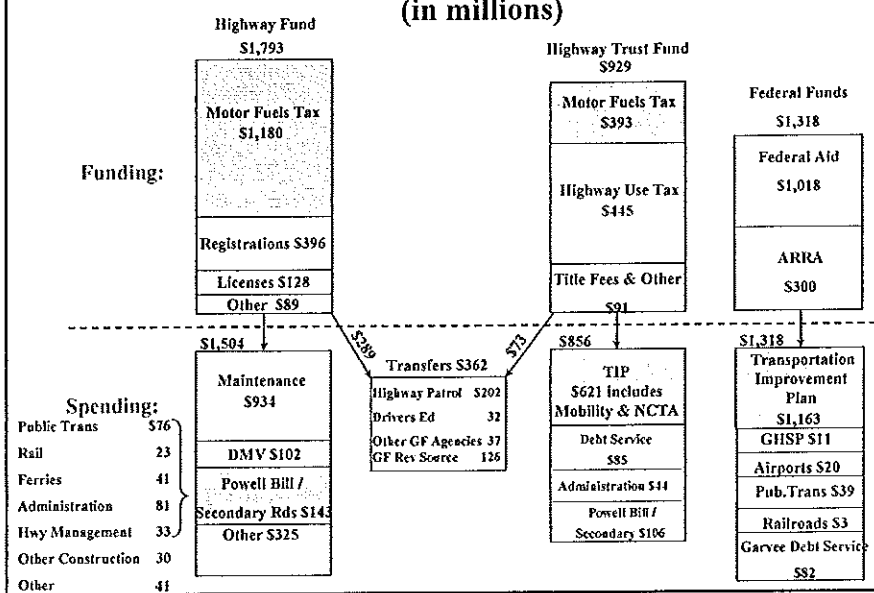 (in millions)
Highway Fund
$1,793
Motor Fuels Tax
$1,180
Registrations $396
Licenses $128
Other $89
Highway Trust Fund
$929
Motor Fuels Tax
$393
Highway Use Tax
$445
Title Fees & Other
$91
Federal Funds
$1,318
Federal Aid
$1,018
ARRA
$300
Funding:
$289
$73
Spending:
Public Trans $76
Rail 23
Ferries 41
Administration 81
Hwy Management 33
Other Construction 30
Other 41
$1,504
Maintenance
$934
DMV $102
Powell Bill /
Secondary Rds $143
Other $325
Transfers $362
Highway Patrol $202
Drivers Ed 32
Other GF Agencies 37
GF Rev Source 126
$856
TIP
$621 includes
Mobility & NCTA
Debt Service
$85
Administration $44
Powell Bill /
Secondary $106
$1,318
Transportation
Improvement
Plan
$1,163
GHSP $11
Airports $20
Pub.Trans $39
Railroads $3
Garvee Debt Service
$82